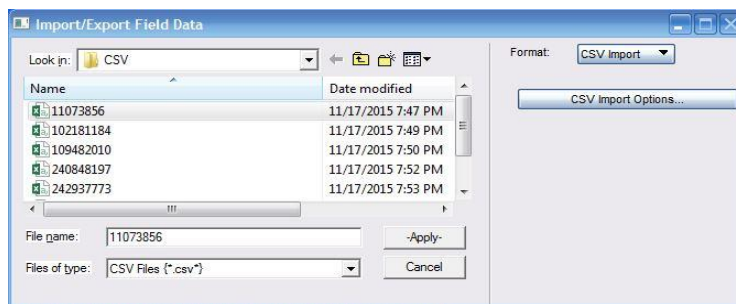 Import/Export Field Data
Look in: CSV
Format: CSV Import
Name Date modified
CSV Import Options...
11073856 11/17/2015 7:47 PM
102181184 11/17/2015 7:49 PM
109482010 11/17/2015 7:50 PM
240848197 11/17/2015 7:52 PM
242937773 11/17/2015 7:53 PM
File name: 11073856 -Apply-
Files of type: CSV Files {*.csv*} Cancel